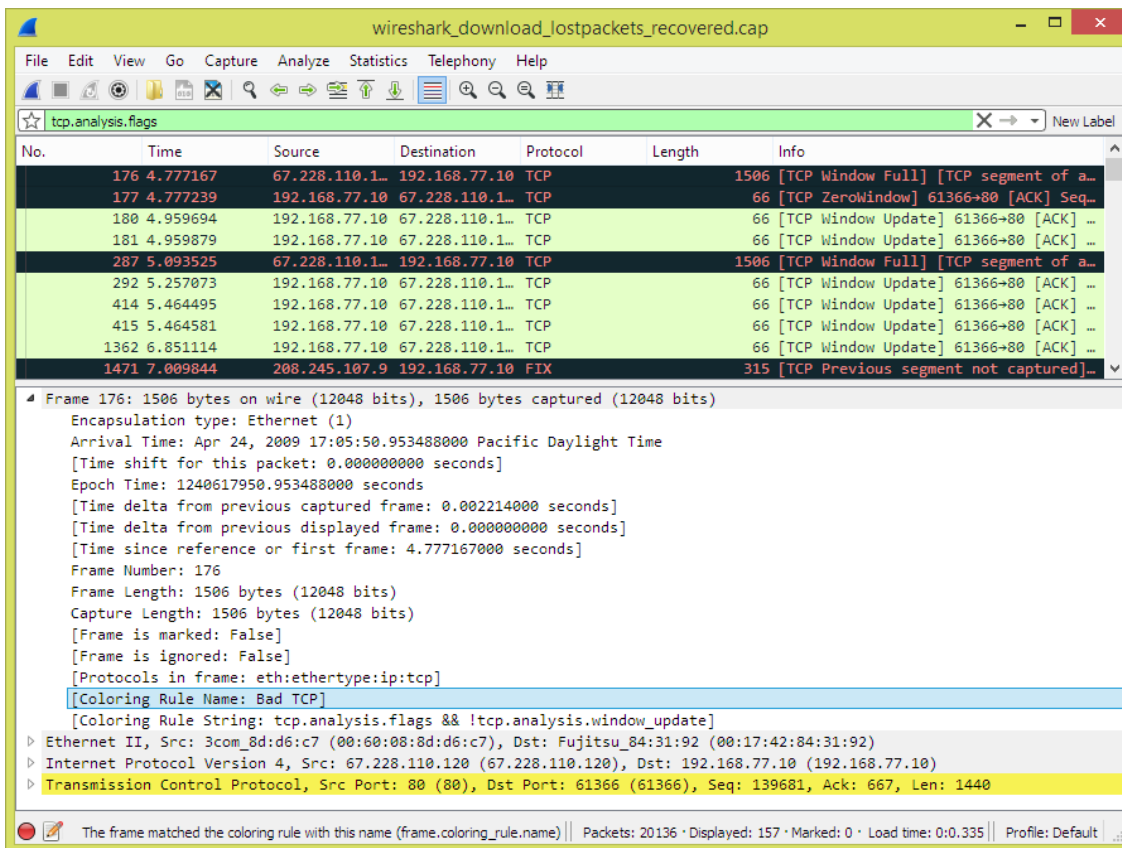 wireshark_download_lostpackets_recovered.cap
File Edit View Go Capture Analyze Statistics Telephony Help
tcp.analysis.flags New Label
No. Time Source Destination Protocol Length Info
176 4.777167 67.228.110.1… 192.168.77.10 TCP 1506 [TCP Window Full] [TCP segment of a…
177 4.777239 192.168.77.10 67.228.110.1… TCP 66 [TCP ZeroWindow] 61366→80 [ACK] Seq…
180 4.959694 192.168.77.10 67.228.110.1… TCP 66 [TCP Window Update] 61366→80 [ACK] …
181 4.959879 192.168.77.10 67.228.110.1… TCP 66 [TCP Window Update] 61366→80 [ACK] …
287 5.093525 67.228.110.1… 192.168.77.10 TCP 1506 [TCP Window Full] [TCP segment of a…
292 5.257073 192.168.77.10 67.228.110.1… TCP 66 [TCP Window Update] 61366→80 [ACK] …
414 5.464495 192.168.77.10 67.228.110.1… TCP 66 [TCP Window Update] 61366→80 [ACK] …
415 5.464581 192.168.77.10 67.228.110.1… TCP 66 [TCP Window Update] 61366→80 [ACK] …
1362 6.851114 192.168.77.10 67.228.110.1… TCP 66 [TCP Window Update] 61366→80 [ACK] …
1471 7.009844 208.245.107.9 192.168.77.10 FIX 315 [TCP Previous segment not captured]…
Frame 176: 1506 bytes on wire (12048 bits), 1506 bytes captured (12048 bits)
Encapsulation type: Ethernet (1)
Arrival Time: Apr 24, 2009 17:05:50.953488000 Pacific Daylight Time
[Time shift for this packet: 0.000000000 seconds]
Epoch Time: 1240617950.953488000 seconds
[Time delta from previous captured frame: 0.002214000 seconds]
[Time delta from previous displayed frame: 0.000000000 seconds]
[Time since reference or first frame: 4.777167000 seconds]
Frame Number: 176
Frame Length: 1506 bytes (12048 bits)
Capture Length: 1506 bytes (12048 bits)
[Frame is marked: False]
[Frame is ignored: False]
[Protocols in frame: eth:ethertype:ip:tcp]
[Coloring Rule Name: Bad TCP]
[Coloring Rule String: tcp.analysis.flags && !tcp.analysis.window_update]
Ethernet II, Src: 3com_8d:d6:c7 (00:60:08:8d:d6:c7), Dst: Fujitsu_84:31:92 (00:17:42:84:31:92)
Internet Protocol Version 4, Src: 67.228.110.120 (67.228.110.120), Dst: 192.168.77.10 (192.168.77.10)
Transmission Control Protocol, Src Port: 80 (80), Dst Port: 61366 (61366), Seq: 139681, Ack: 667, Len: 1440
The frame matched the coloring rule with this name (frame.coloring_rule.name) Packets: 20136 · Displayed: 157 · Marked: 0 · Load time: 0:0.335 Profile: Default